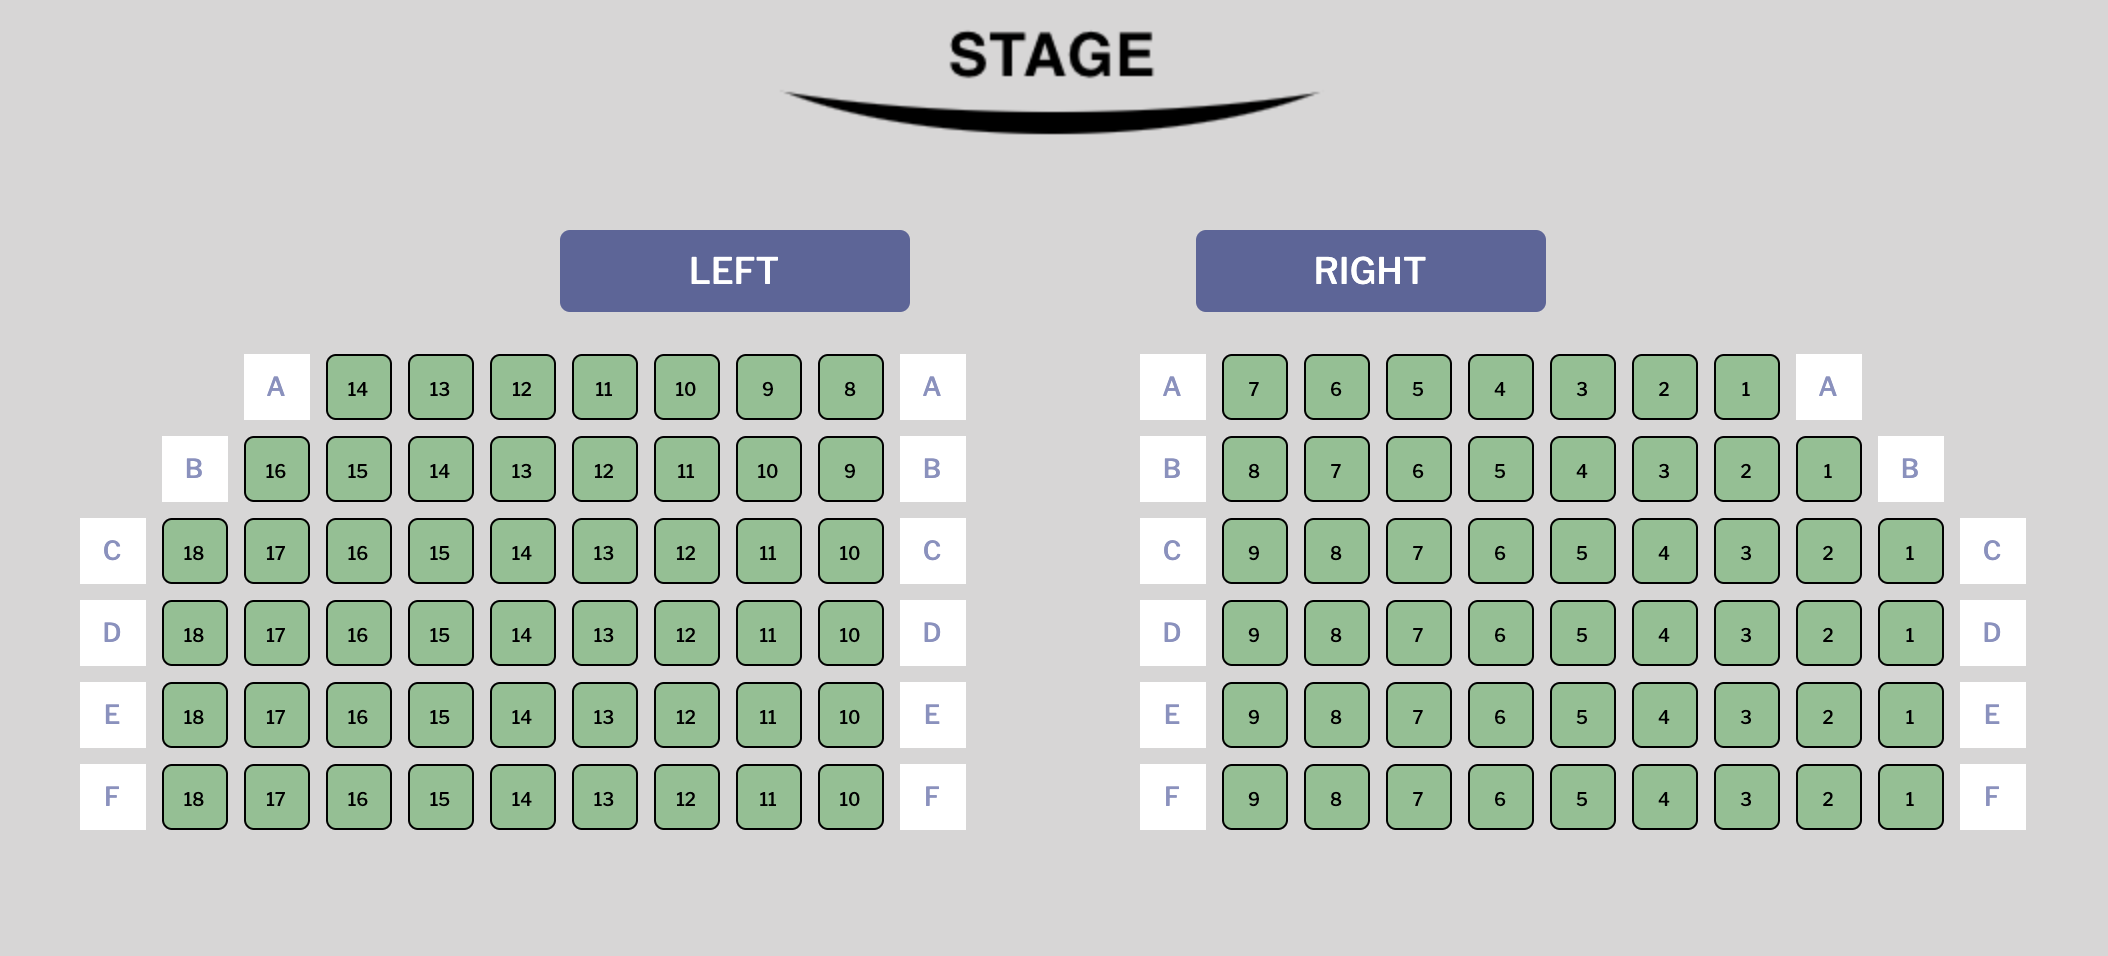 STAGE
LEFT RIGHT
A 14 13 12 11 10 9 8 A A 7 6 5 4 3 2 1 A
B 16 15 14 13 12 11 10 9 B B 8 7 6 5 4 3 2 1 B
C 18 17 16 15 14 13 12 11 10 C C 9 8 7 6 5 4 3 2 1 C
D 18 17 16 15 14 13 12 11 10 D D 9 8 7 6 5 4 3 2 1 D
E 18 17 16 15 14 13 12 11 10 E E 9 8 7 6 5 4 3 2 1 E
F 18 17 16 15 14 13 12 11 10 F F 9 8 7 6 5 4 3 2 1 F